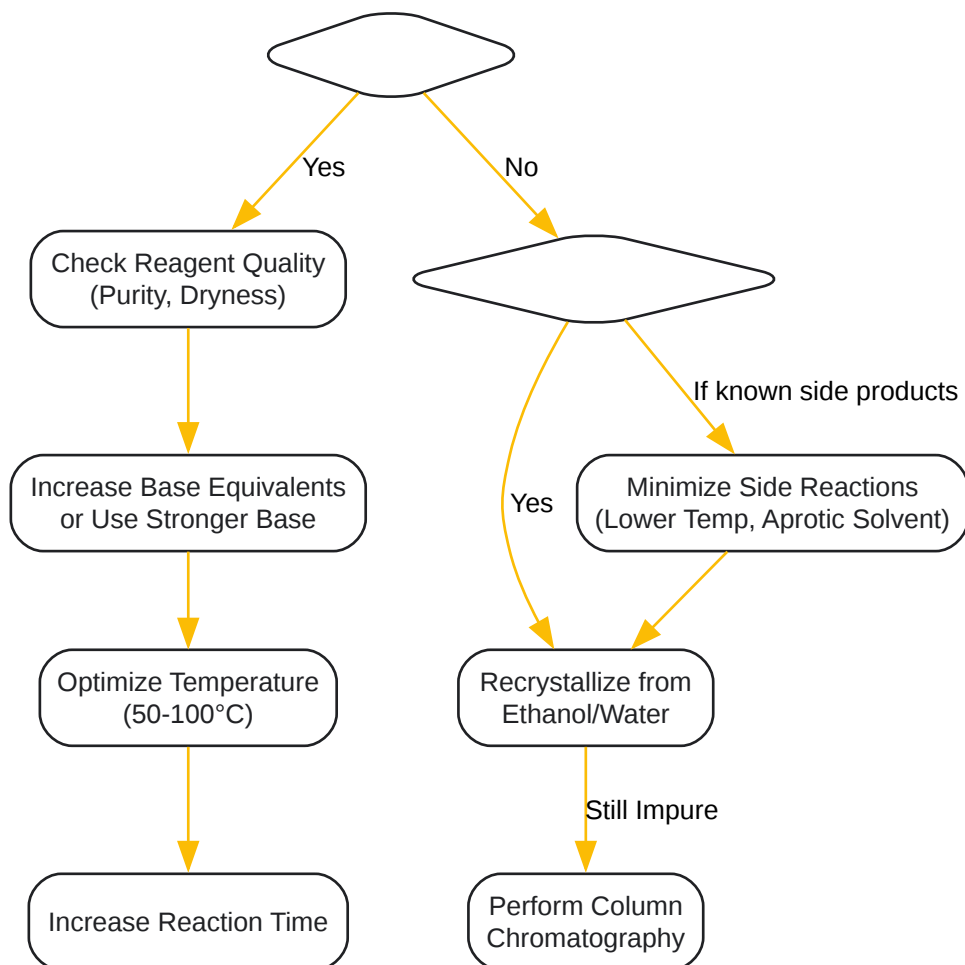 Yes
No
Check Reagent Quality
(Purity, Dryness)
If known side products
Increase Base Equivalents
or Use Stronger Base
Yes
Minimize Side Reactions
(Lower Temp, Aprotic Solvent)
Optimize Temperature
(50-100°C)
Recrystallize from
Ethanol/Water
Still Impure
Increase Reaction Time
Perform Column
Chromatography